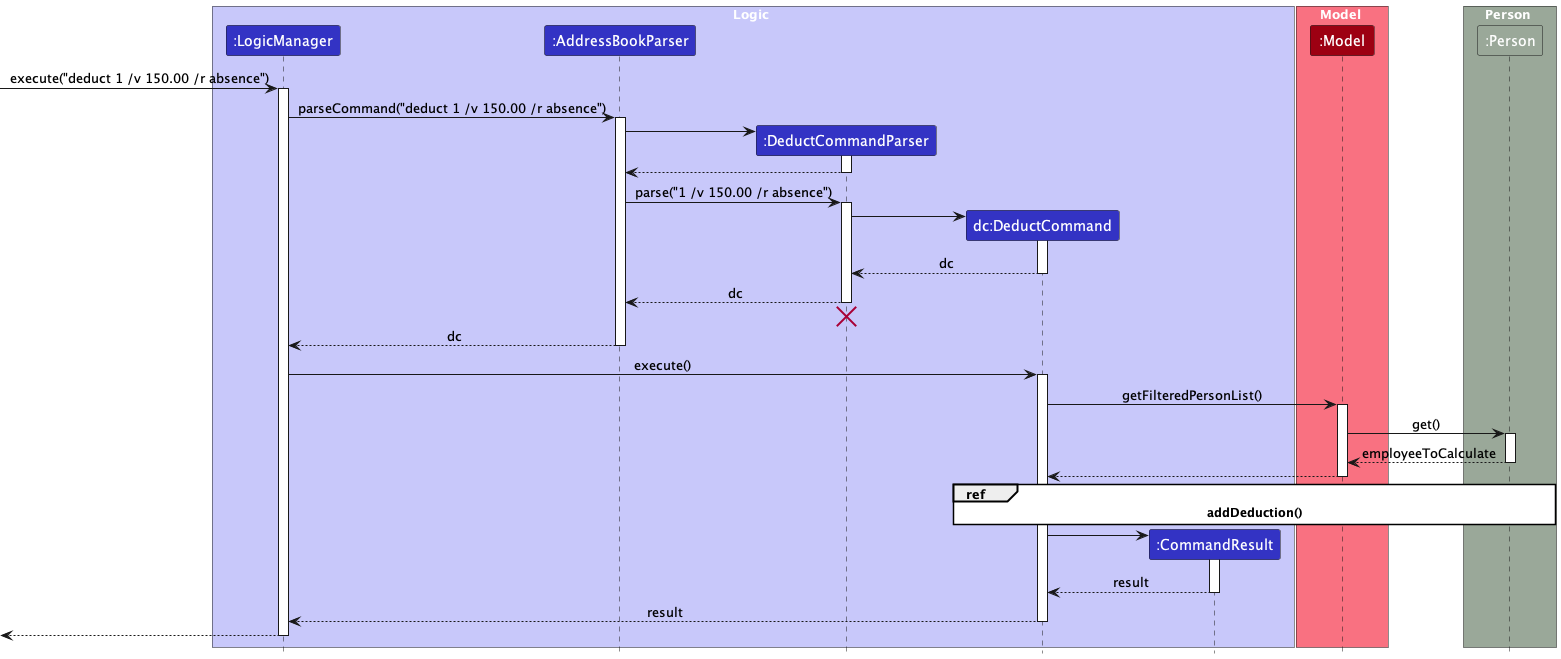 Logic
Model
Person
:LogicManager
:AddressBookParser
:Model
:Person
execute("deduct 1 /v 150.00 /r absence")
parseCommand("deduct 1 /v 150.00 /r absence")
:DeductCommandParser
parse("1 /v 150.00 /r absence")
dc:DeductCommand
dc
dc
dc
execute()
getFilteredPersonList()
get()
employeeToCalculate
ref
addDeduction()
:CommandResult
result
result